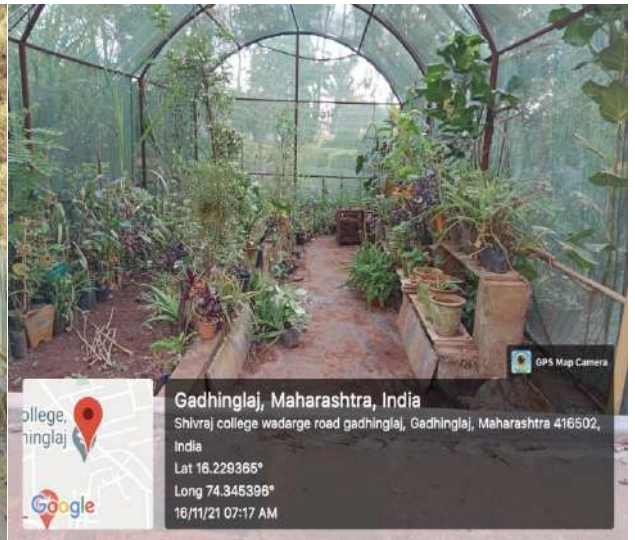 GPS Map Camera
Gadhinglaj, Maharashtra, India
Shivraj college wadarge road gadhinglaj, Gadhinglaj, Maharashtra 416502,
India
Lat 16.229365°
Long 74.345396°
16/11/21 07:17 AM
ollege,
hinglaj
Google